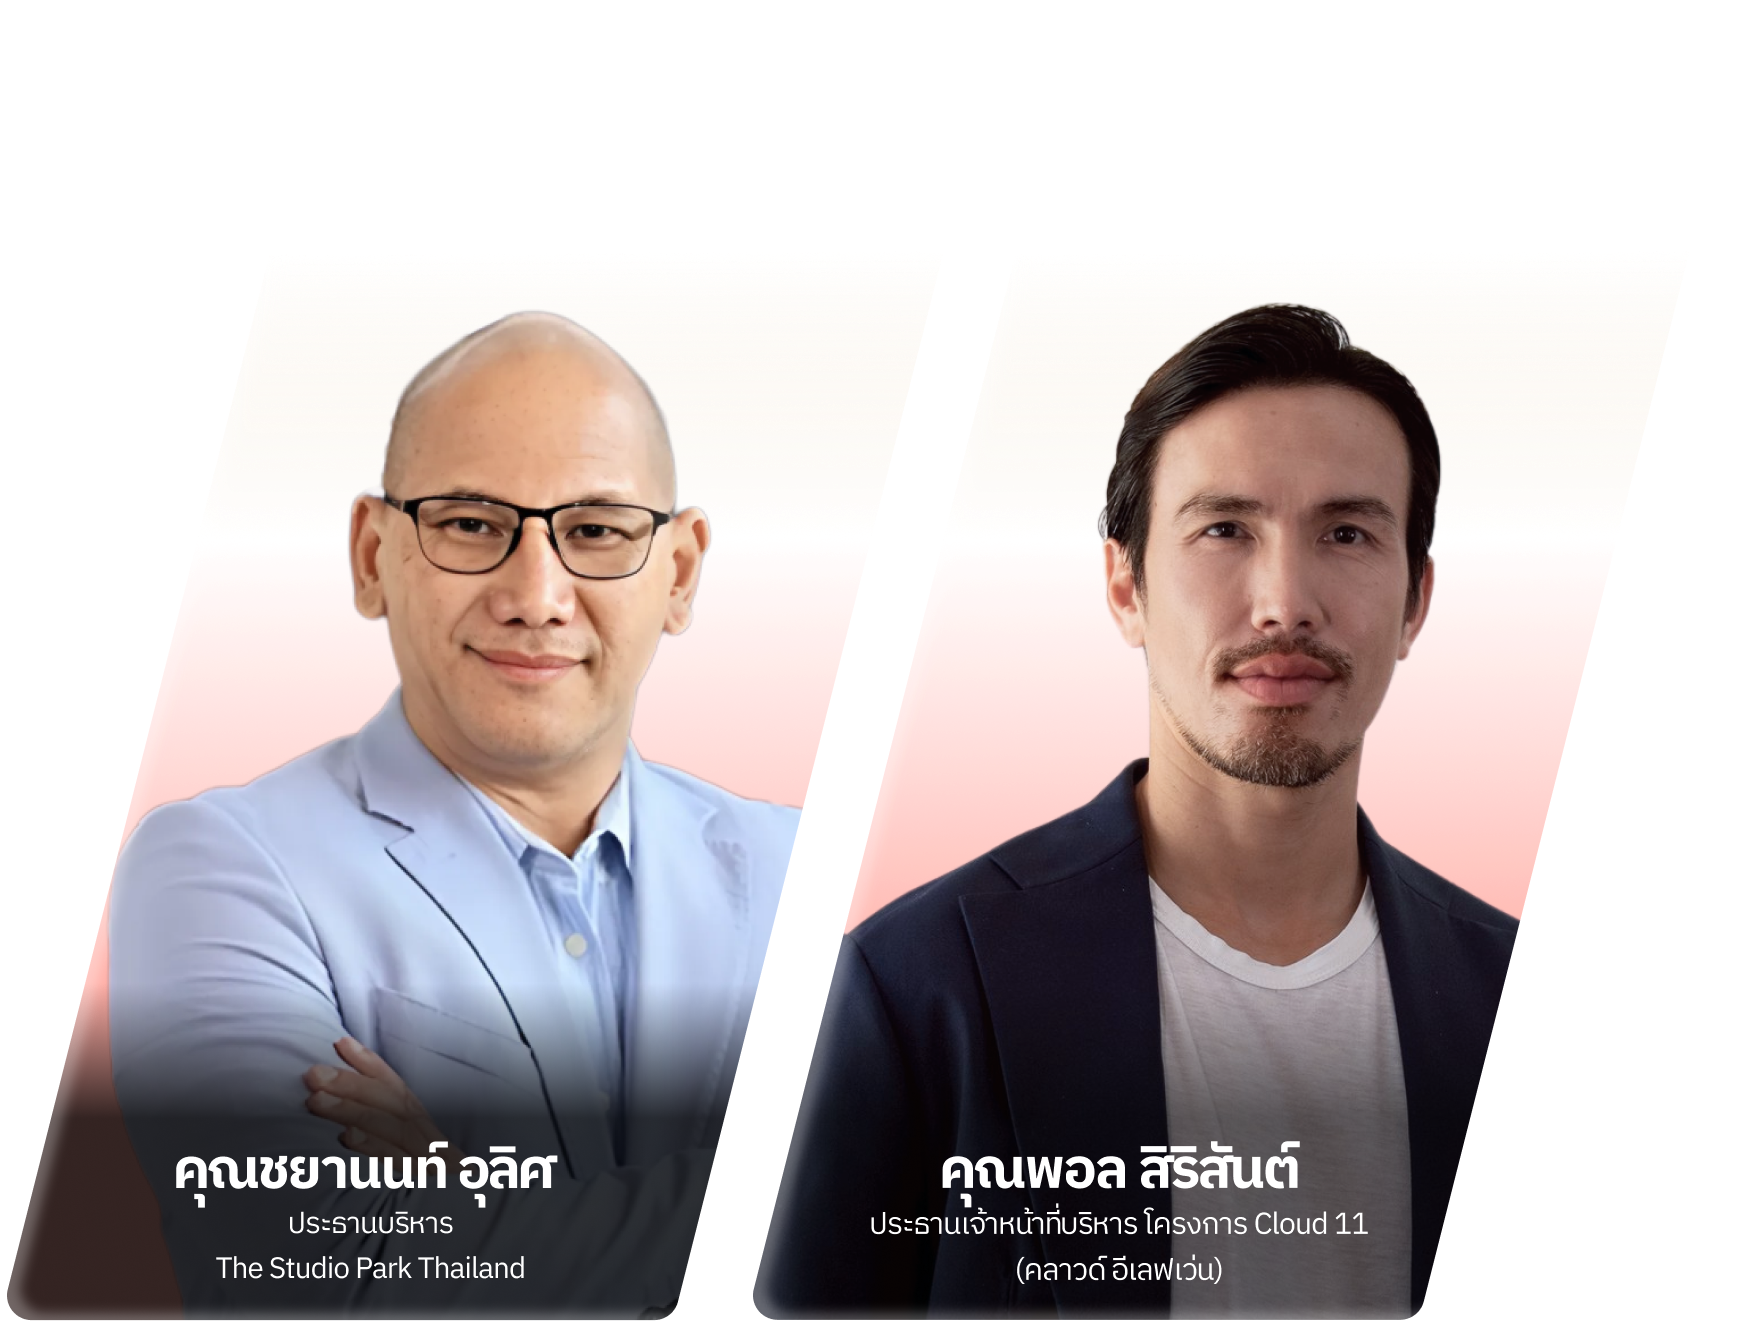 คุณชยานนท์ อุลิศ
ประธานบริหาร
The Studio Park Thailand
คุณพอล สิริสันต์
ประธานเจ้าหน้าที่บริหาร โครงการ Cloud 11
(คลาวด์ อีเลฟเว่น)